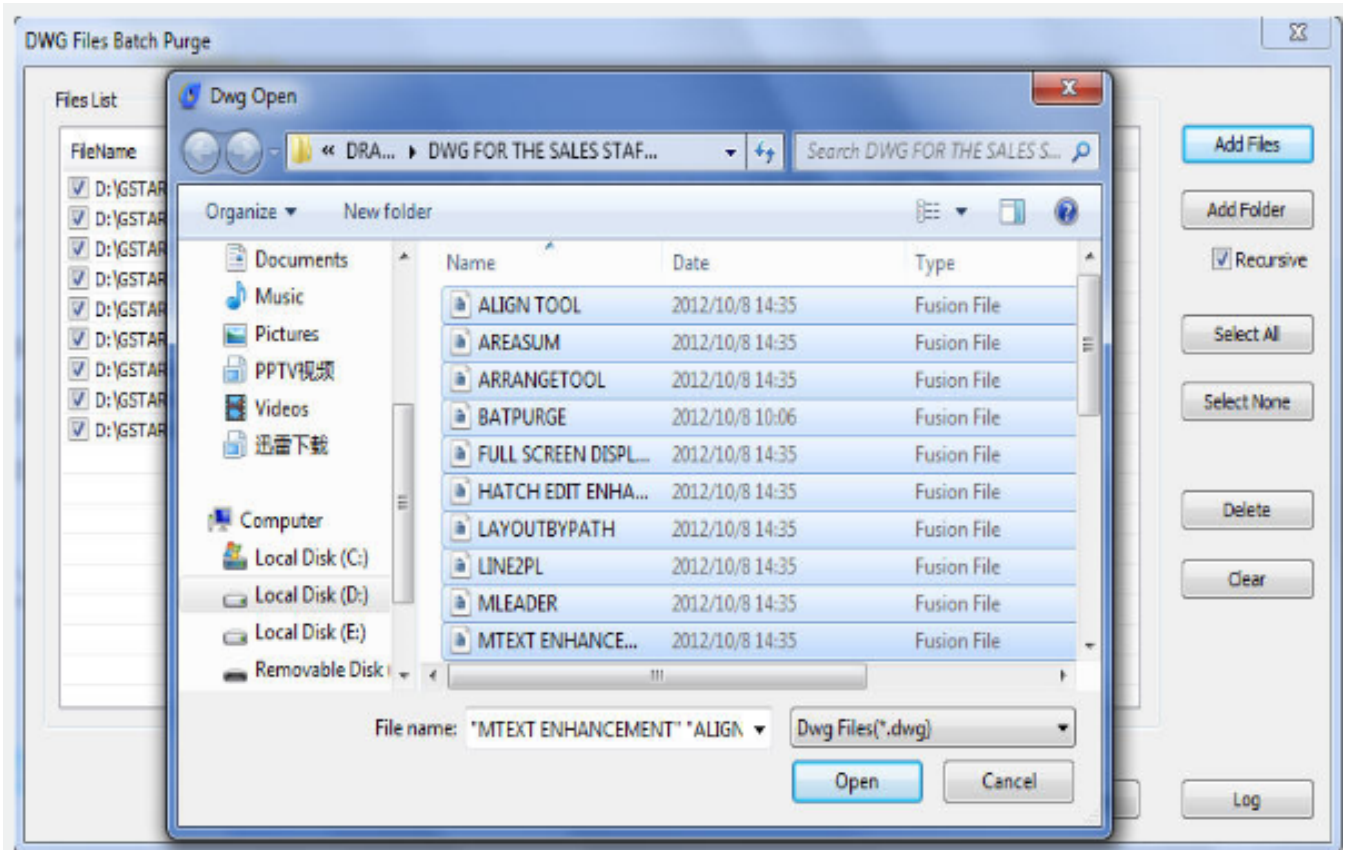 DWG Files Batch Purge
Dwg Open
Files List
FileName
D:\GSTAR
D:\GSTAR
D:\GSTAR
D:\GSTAR
D:\GSTAR
D:\GSTAR
D:\GSTAR
D:\GSTAR
D:\GSTAR
« DRA... DWG FOR THE SALES STAF...
Search DWG FOR THE SALES S...
Organize New folder
Documents
Music
Pictures
PPTV视频
Videos
迅雷下载
Computer
Local Disk (C:)
Local Disk (D:)
Local Disk (E:)
Removable Disk
Name Date Type
ALIGN TOOL 2012/10/8 14:35 Fusion File
AREASUM 2012/10/8 14:35 Fusion File
ARRANGETOOL 2012/10/8 14:35 Fusion File
BATPURGE 2012/10/8 10:06 Fusion File
FULL SCREEN DISPL... 2012/10/8 14:35 Fusion File
HATCH EDIT ENHA... 2012/10/8 14:35 Fusion File
LAYOUTBYPATH 2012/10/8 14:35 Fusion File
LINE2PL 2012/10/8 14:35 Fusion File
MLEADER 2012/10/8 14:35 Fusion File
MTEXT ENHANCE... 2012/10/8 14:35 Fusion File
File name: "MTEXT ENHANCEMENT" "ALIGN Dwg Files(*.dwg)
Open Cancel
Add Files
Add Folder
Recursive
Select All
Select None
Delete
Clear
Log